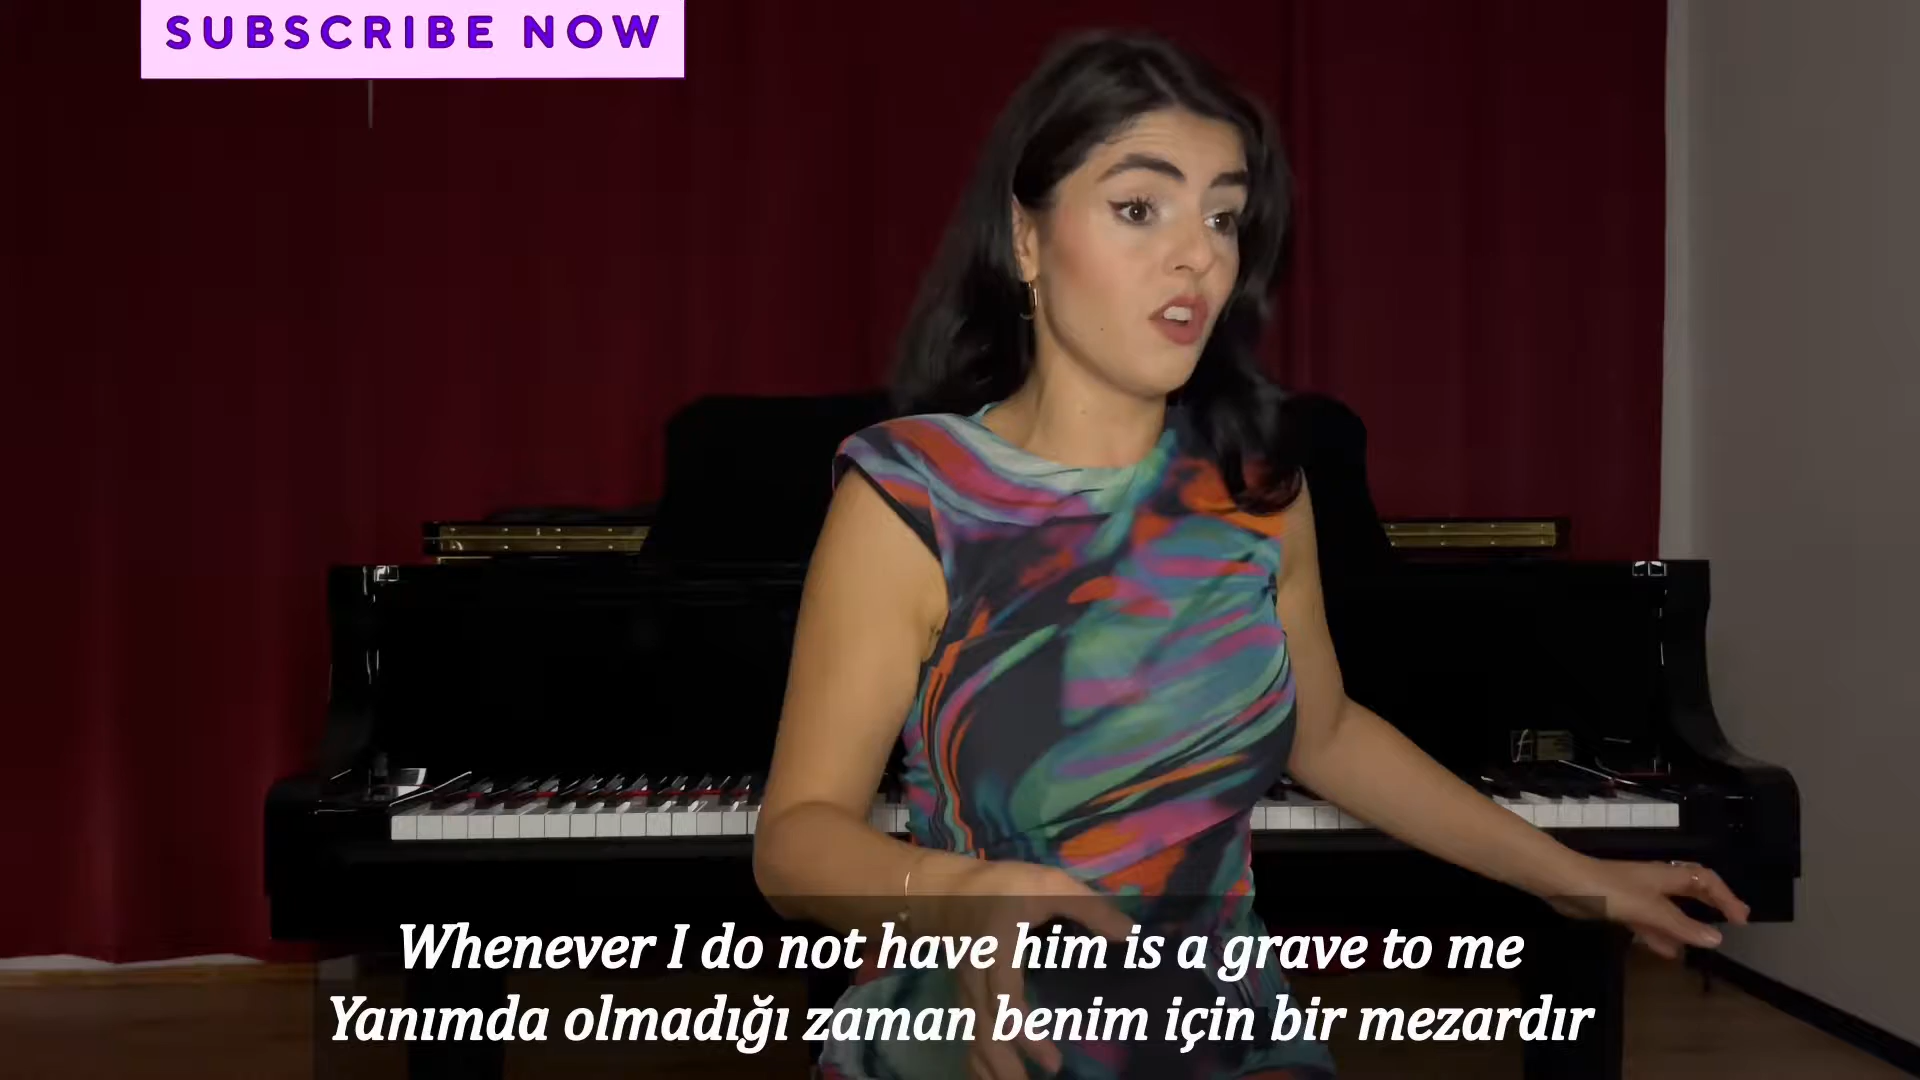 SUBSCRIBE NOW
Whenever I do not have him is a grave to me
Yanımda olmadığı zaman benim için bir mezardır